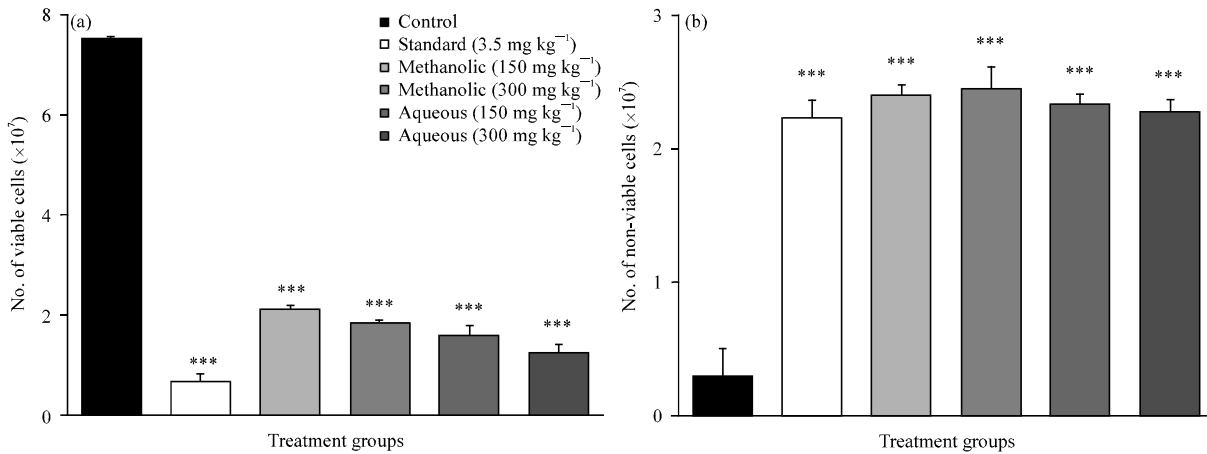 (a)
No. of viable cells (×10⁷)
8
6
4
2
0
Control
Standard (3.5 mg kg⁻¹)
Methanolic (150 mg kg⁻¹)
Methanolic (300 mg kg⁻¹)
Aqueous (150 mg kg⁻¹)
Aqueous (300 mg kg⁻¹)
*** *** *** *** ***
Treatment groups
(b)
No. of non-viable cells (×10⁷)
3
2
1
0
*** *** *** *** ***
Treatment groups